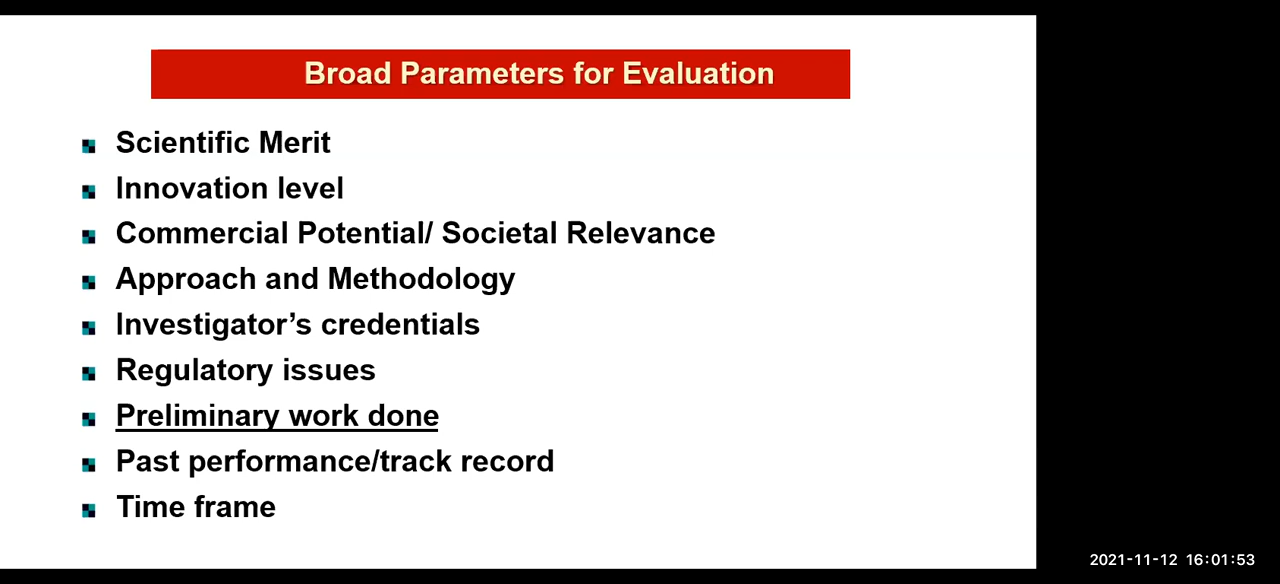 Broad Parameters for Evaluation
Scientific Merit
Innovation level
Commercial Potential/ Societal Relevance
Approach and Methodology
Investigator’s credentials
Regulatory issues
Preliminary work done
Past performance/track record
Time frame
2021-11-12 16:01:53